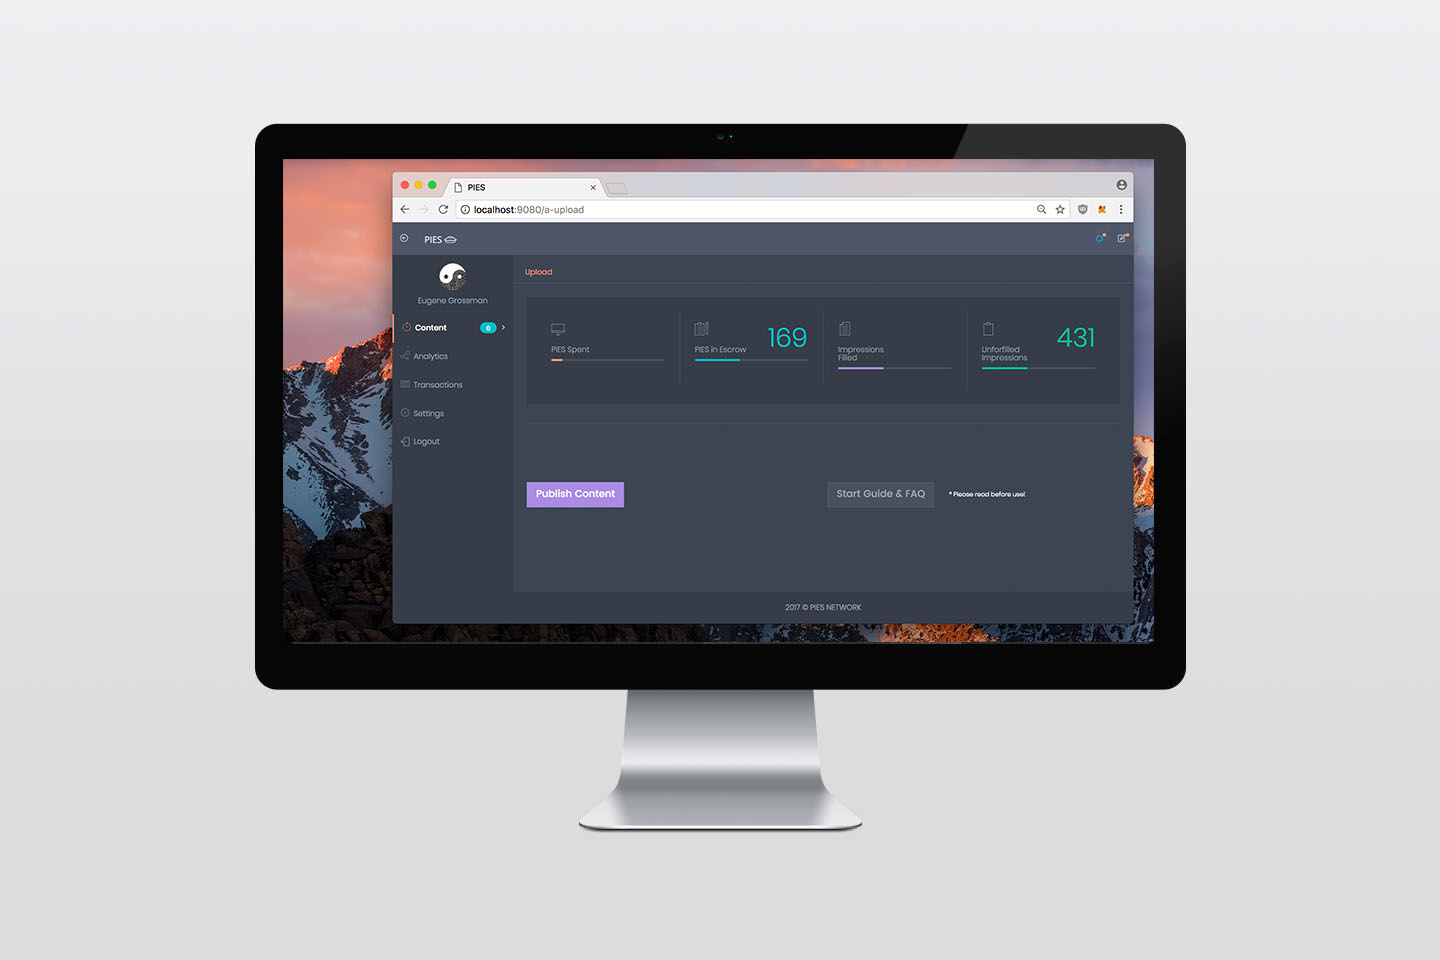 PIES
localhost:9080/a-upload
PIES
Upload
Eugene Grossman
Content 0
Analytics
Transactions
Settings
Logout
PIES Spent
PIES in Escrow
169
Impressions
Filled
Unforfilled
Impressions
431
Publish Content
Start Guide & FAQ
* Please read before use!
2017 © PIES NETWORK